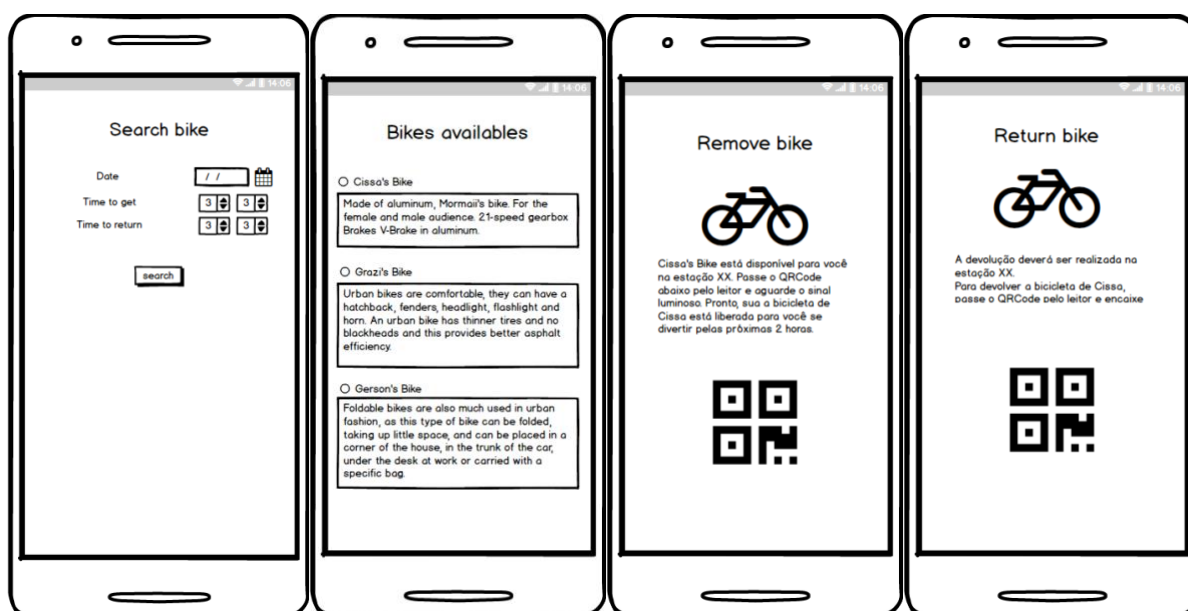 14:06
Search bike
Date
/ /
Time to get
3 3
Time to return
3 3
search
14:06
Bikes availables
Cissa's Bike
Made of aluminum, Mormaii's bike. For the
female and male audience. 21-speed gearbox
Brakes V-Brake in aluminum.
Grazi's Bike
Urban bikes are comfortable, they can have a
hatchback, fenders, headlight, flashlight and
horn. An urban bike has thinner tires and no
blackheads and this provides better asphalt
efficiency.
Gerson's Bike
Foldable bikes are also much used in urban
fashion, as this type of bike can be folded,
taking up little space, and can be placed in a
corner of the house, in the trunk of the car,
under the desk at work or carried with a
specific bag.
14:06
Remove bike
Cissa's Bike está disponível para você
na estação XX. Passe o QRCode
abaixo pelo leitor e aguarde o sinal
luminoso. Pronto, sua a bicicleta de
Cissa está liberada para você se
divertir pelas próximas 2 horas.
14:06
Return bike
A devolução deverá ser realizada na
estação XX.
Para devolver a bicicleta de Cissa,
passe o QRCode pelo leitor e encaixe